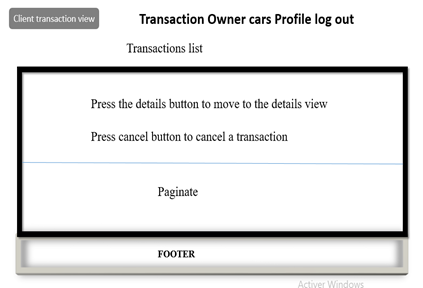 Client transaction view
Transaction Owner cars Profile log out
Transactions list
Press the details button to move to the details view
Press cancel button to cancel a transaction
Paginate
FOOTER
Activer Windows